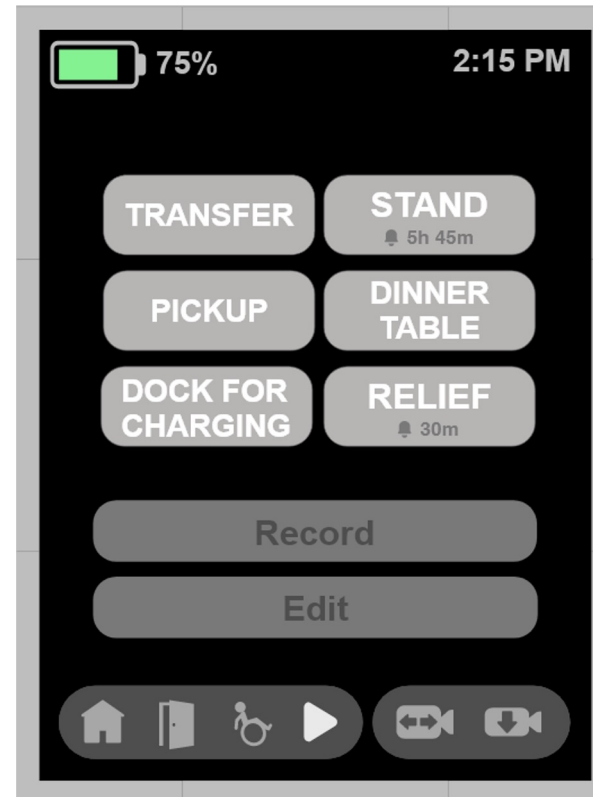 75%
2:15 PM
TRANSFER
STAND
5h 45m
PICKUP
DINNER
TABLE
DOCK FOR
CHARGING
RELIEF
30m
Record
Edit